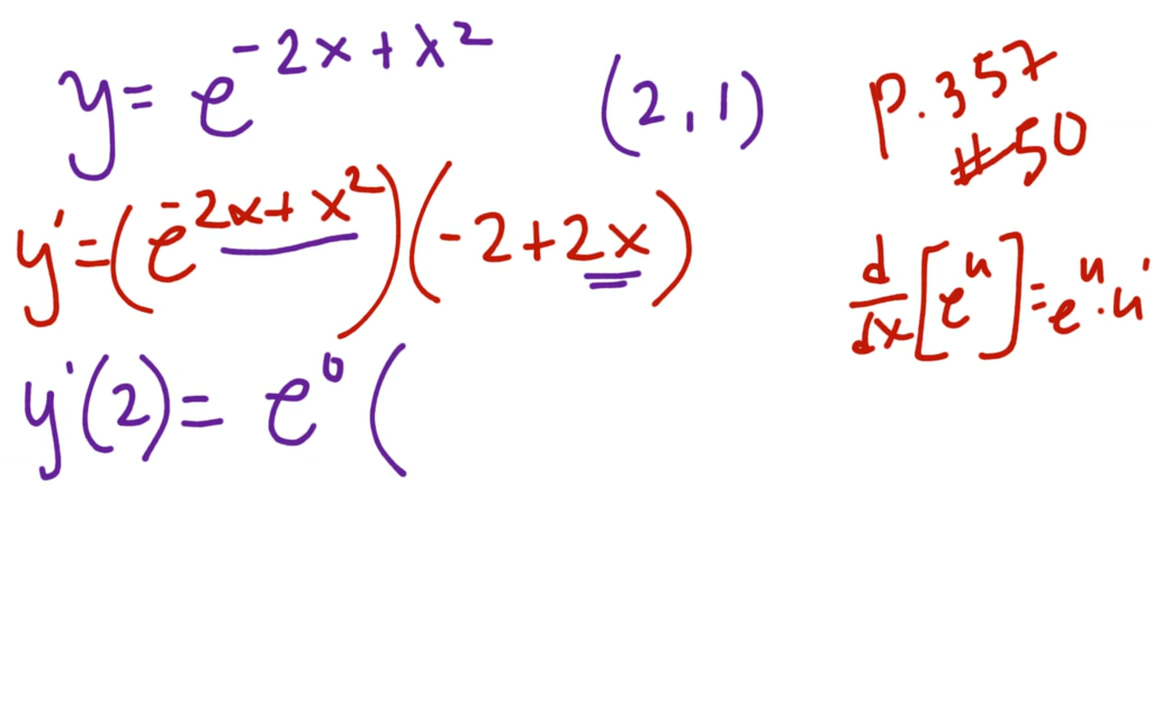 y = e^{-2x+x^2}
(2,1)
p. 357
#50
y' = (e^{-2x+x^2})(-2+2x)
d/dx [e^u] = e^u · u'
y'(2) = e^0 (